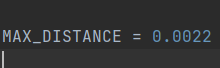 MAX_DISTANCE = 0.0022